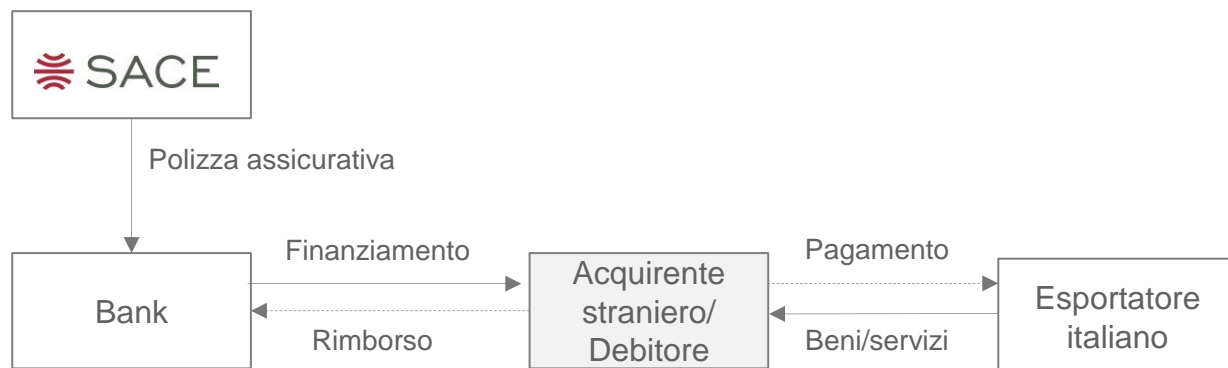 SACE
Polizza assicurativa
Bank
Finanziamento
Rimborso
Acquirente
straniero/
Debitore
Pagamento
Beni/servizi
Esportatore
italiano